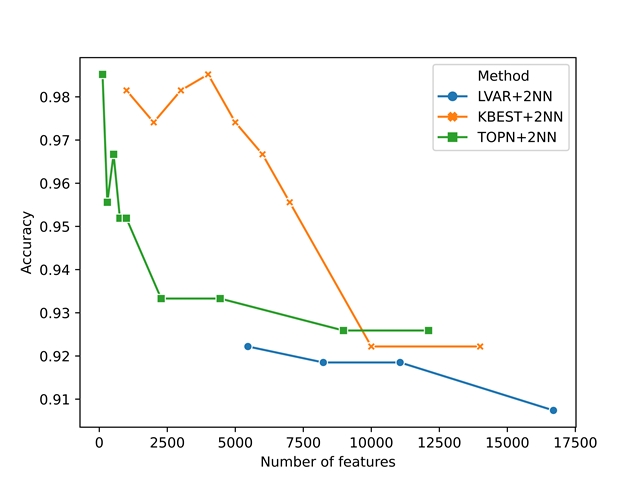 Method
LVAR+2NN
KBEST+2NN
TOPN+2NN
Accuracy
0.98
0.97
0.96
0.95
0.94
0.93
0.92
0.91
0 2500 5000 7500 10000 12500 15000 17500
Number of features